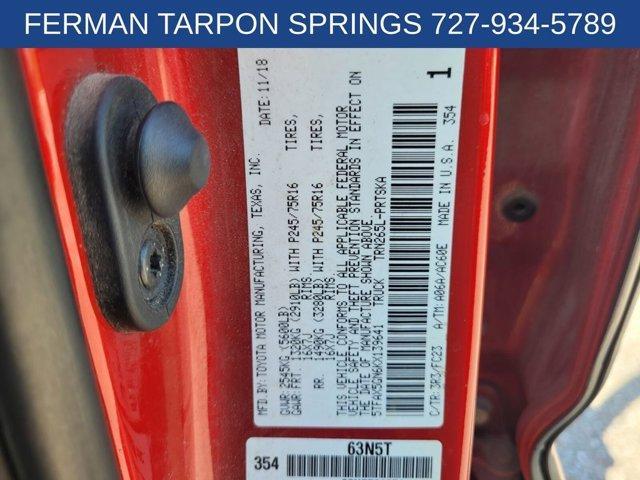 FERMAN TARPON SPRINGS 727-934-5789
MFD. BY: TOYOTA MOTOR MANUFACTURING, TEXAS, INC. DATE: 11/18
GVWR: 2545KG (5600LB)
GAWR: FRT. 1320KG (2910LB) WITH P245/75R16 TIRES,
16X7J RIMS
RR. 1490KG (3280LB) WITH P245/75R16 TIRES,
16X7J RIMS
THIS VEHICLE CONFORMS TO ALL APPLICABLE FEDERAL MOTOR
VEHICLE SAFETY AND THEFT PREVENTION STANDARDS IN EFFECT ON
THE DATE OF MANUFACTURE SHOWN ABOVE.
TRUCK TRN265L-PRTSKA
C/TR: 3R3/FC23 A/TM: A06A/AC60E MADE IN U.S.A. 354
1
63N5T
354